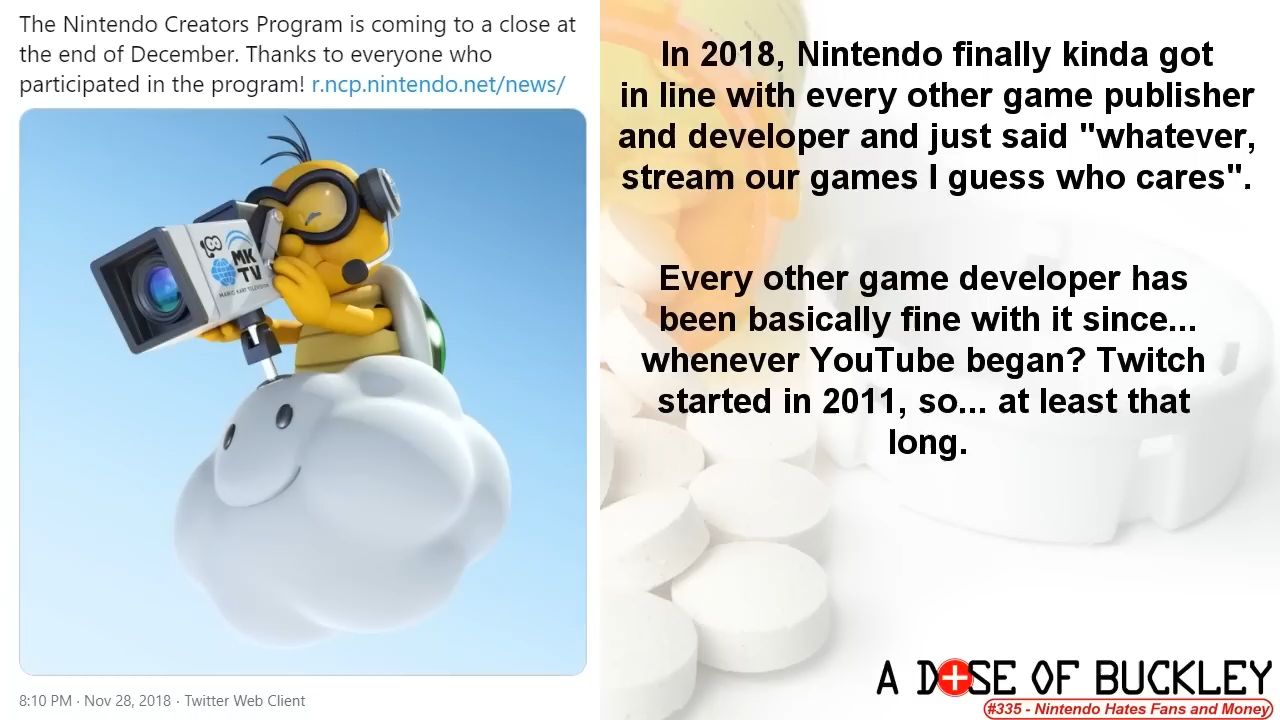 The Nintendo Creators Program is coming to a close at
the end of December. Thanks to everyone who
participated in the program! r.ncp.nintendo.net/news/
MK
TV
MARIO KART TELEVISION
8:10 PM · Nov 28, 2018 · Twitter Web Client
In 2018, Nintendo finally kinda got
in line with every other game publisher
and developer and just said "whatever,
stream our games I guess who cares".
Every other game developer has
been basically fine with it since...
whenever YouTube began? Twitch
started in 2011, so... at least that
long.
A DOSE OF BUCKLEY
#335 - Nintendo Hates Fans and Money